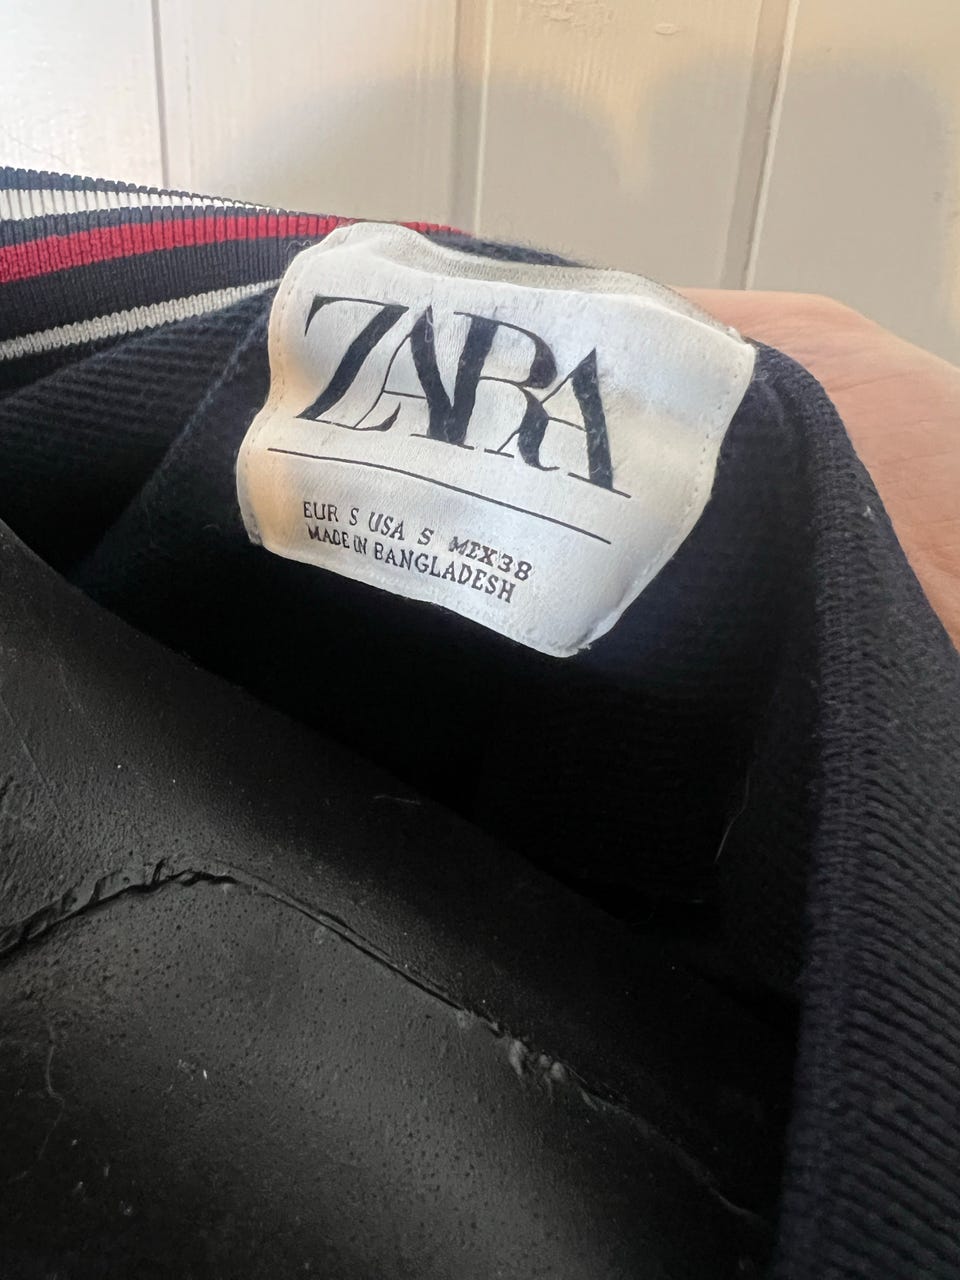 ZARA
EUR S USA S MEX 38
MADE IN BANGLADESH